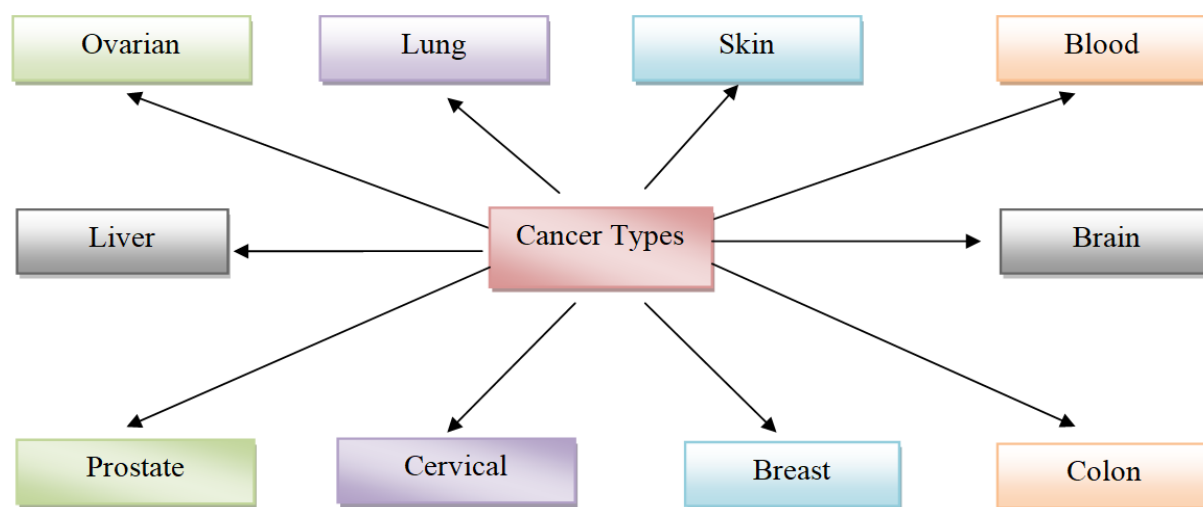 Ovarian
Lung
Skin
Blood
Liver
Cancer Types
Brain
Prostate
Cervical
Breast
Colon